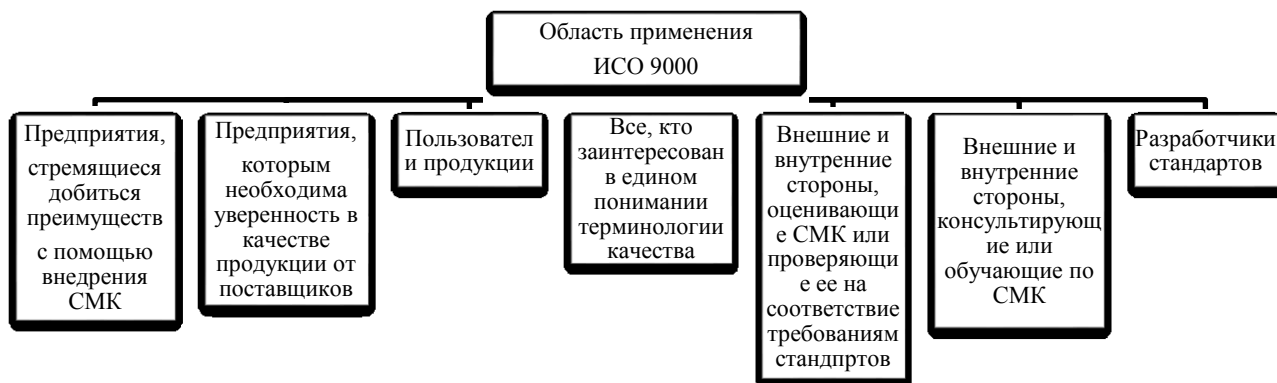 Область применения
ИСО 9000
Предприятия,
стремящиеся
добиться
преимуществ
с помощью
внедрения
СМК
Предприятия,
которым
необходима
уверенность в
качестве
продукции от
поставщиков
Пользовател
и продукции
Все, кто
заинтересован
в едином
понимании
терминологии
качества
Внешние и
внутренние
стороны,
оценивающи
е СМК или
проверяющи
е ее на
соответствие
требованиям
стандпртов
Внешние и
внутренние
стороны,
консультирующ
ие или
обучающие по
СМК
Разработчики
стандартов